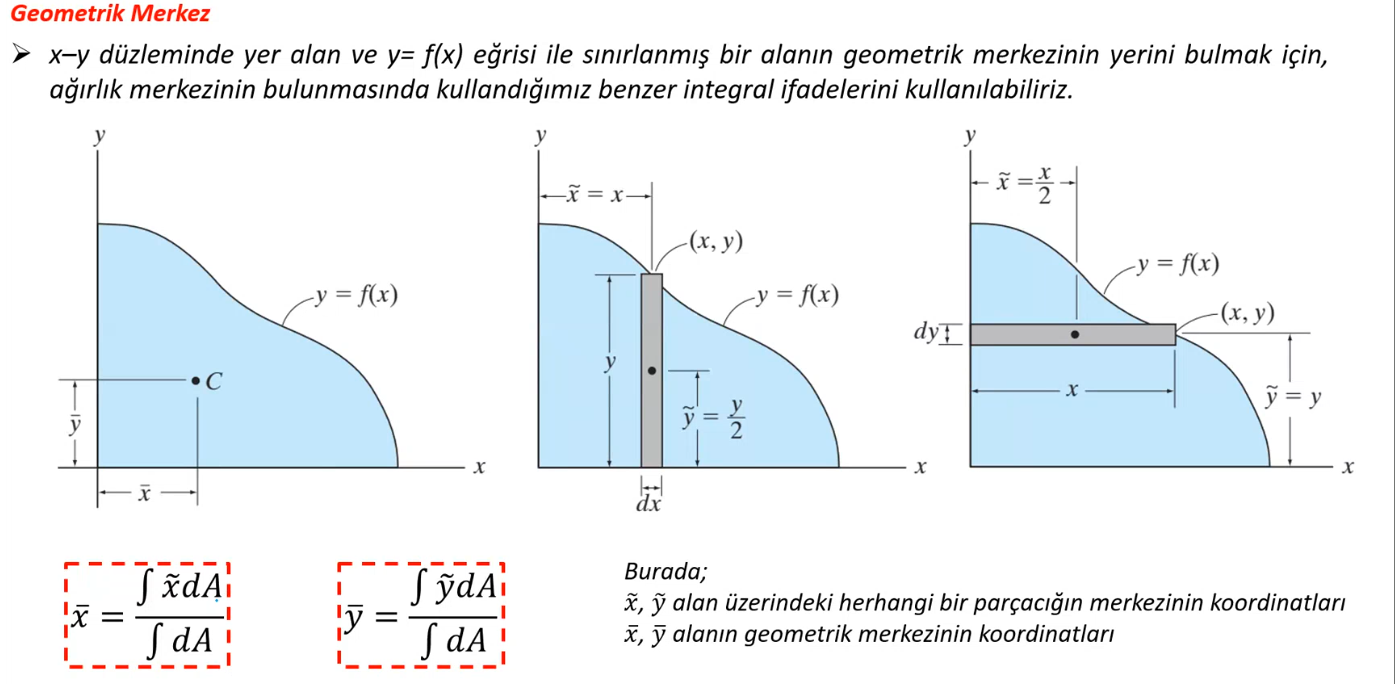 Geometrik Merkez
➢ x–y düzleminde yer alan ve y= f(x) eğrisi ile sınırlanmış bir alanın geometrik merkezinin yerini bulmak için,
ağırlık merkezinin bulunmasında kullandığımız benzer integral ifadelerini kullanılabiliriz.
y
y = f(x)
C
ȳ
x̄
x
y
x̃ = x
(x, y)
y = f(x)
y
ỹ = y/2
x
dx
y
x̃ = x/2
y = f(x)
(x, y)
dy
x
ỹ = y
x
x̄ = ∫ x̃dA / ∫ dA
ȳ = ∫ ỹdA / ∫ dA
Burada;
x̃, ỹ alan üzerindeki herhangi bir parçacığın merkezinin koordinatları
x̄, ȳ alanın geometrik merkezinin koordinatları